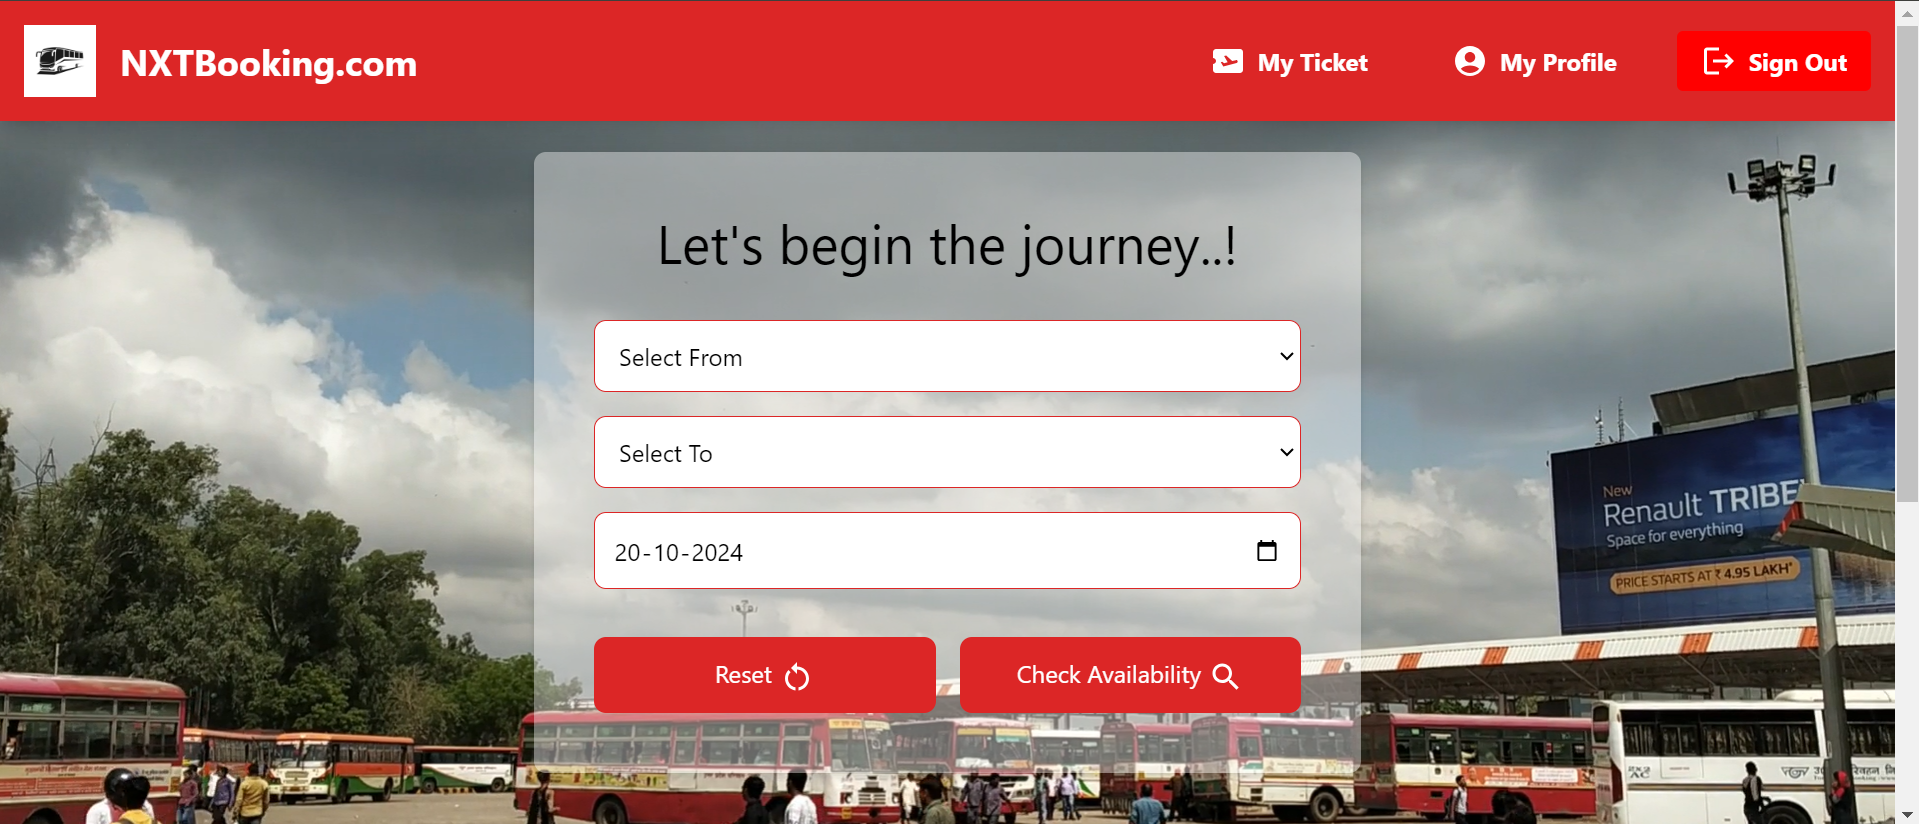 NXTBooking.com
My Ticket
My Profile
Sign Out
Let's begin the journey..!
Select From
Select To
20-10-2024
Reset
Check Availability
New
Renault TRIBE
Space for everything
PRICE STARTS AT ₹ 4.95 LAKH*